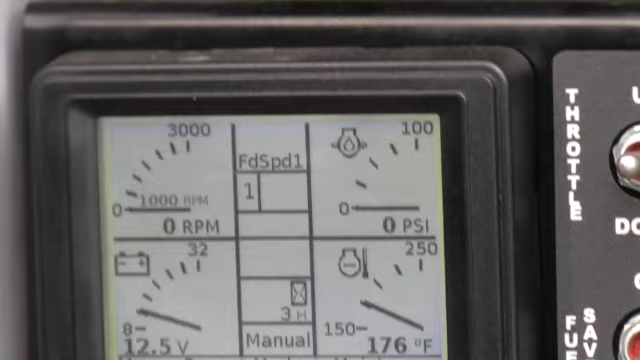 3000
1000 RPM
0
0 RPM
FdSpd1
1
100
0
0 PSI
32
8
12.5 V
3 H
Manual
250
150
176 °F
THROTTLE
U
DO
SAV
FUE